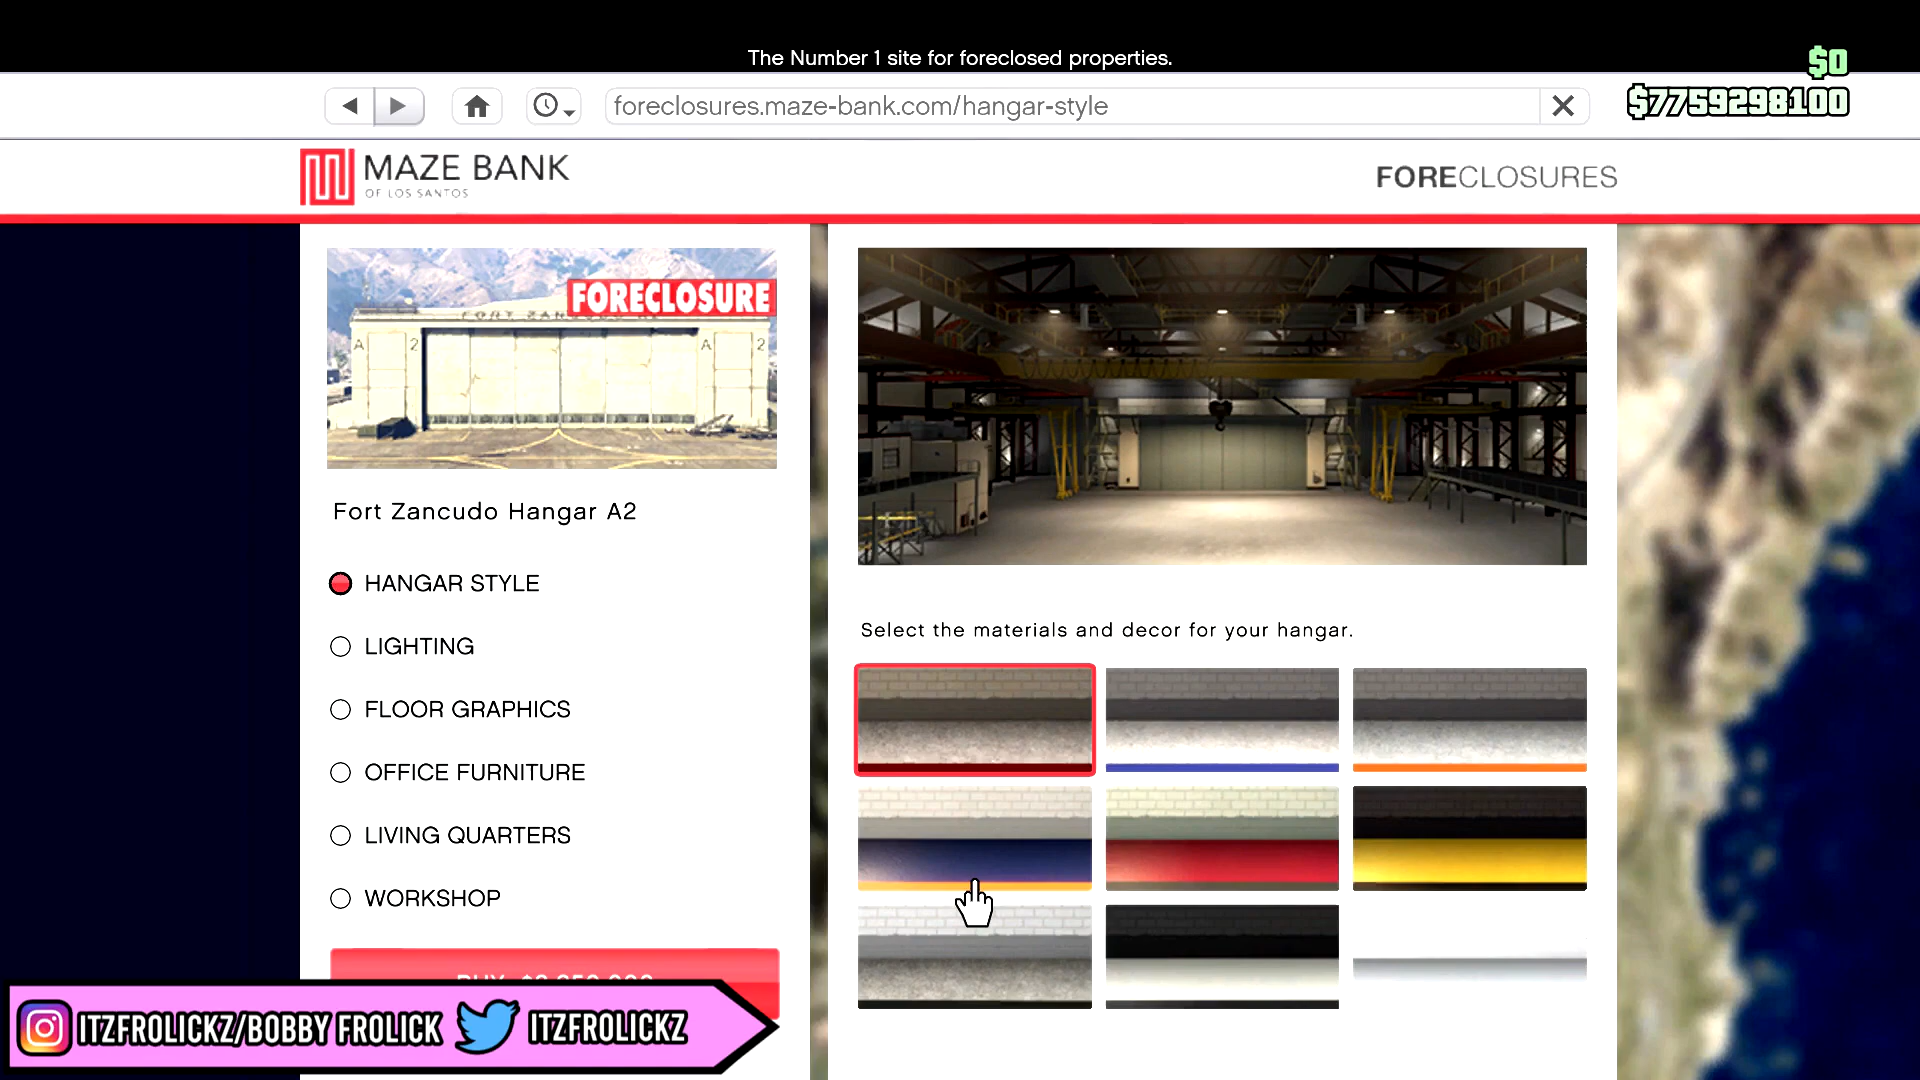 The Number 1 site for foreclosed properties.
$0
foreclosures.maze-bank.com/hangar-style
$7759298100
MAZE BANK
OF LOS SANTOS
FORECLOSURES
FORECLOSURE
A 2 A 2
Fort Zancudo Hangar A2
HANGAR STYLE
LIGHTING
FLOOR GRAPHICS
OFFICE FURNITURE
LIVING QUARTERS
WORKSHOP
Select the materials and decor for your hangar.
ITZFROLICKZ/BOBBY FROLICK
ITZFROLICKZ